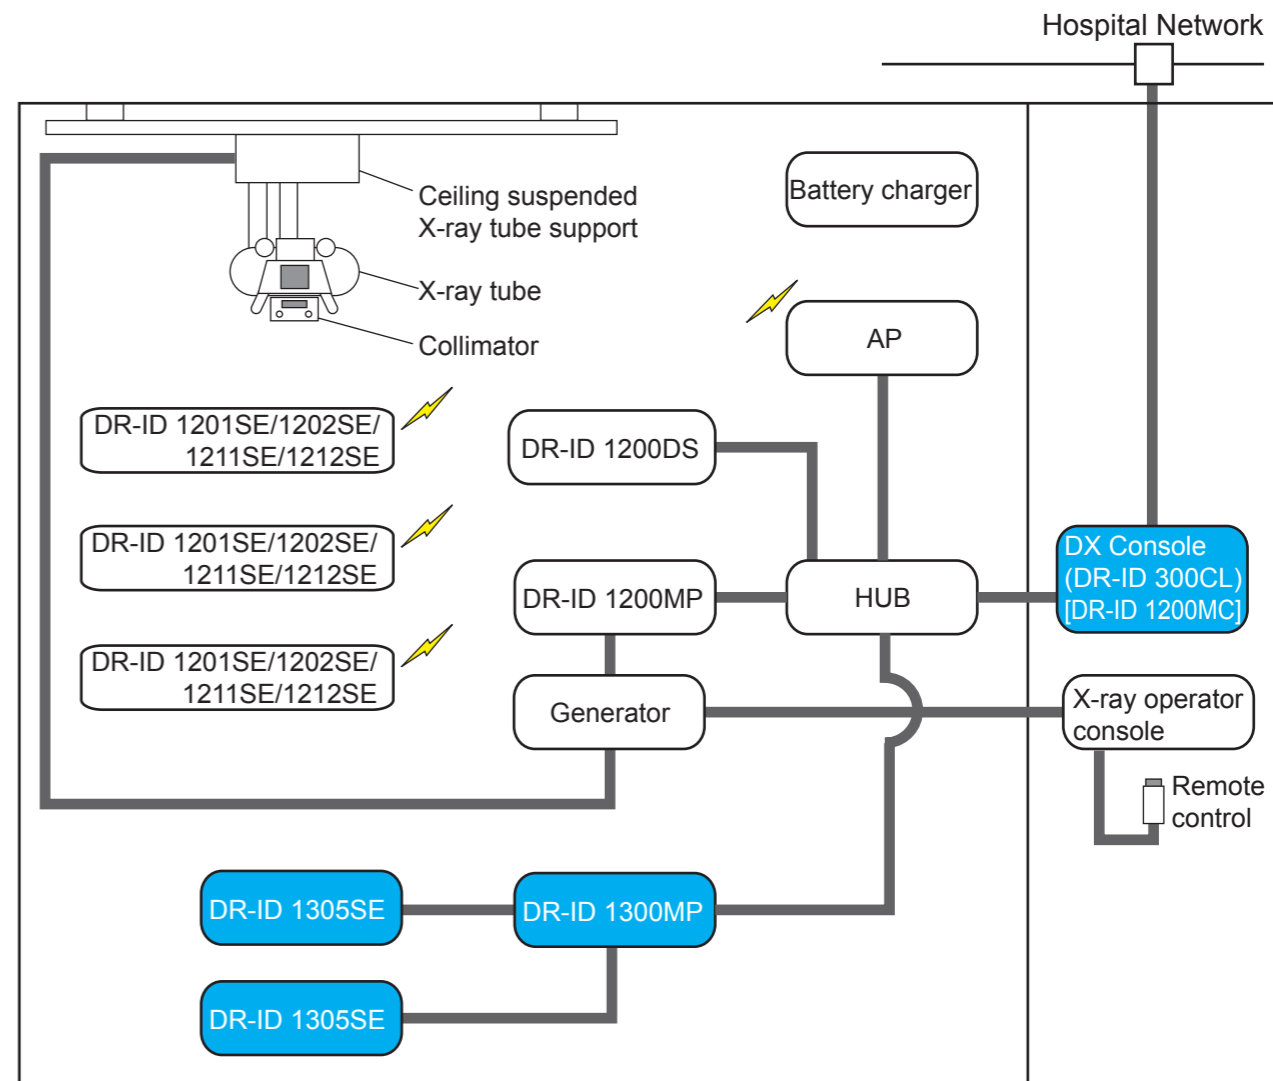 Hospital Network
Battery charger
Ceiling suspended
X-ray tube support
X-ray tube
Collimator
AP
DR-ID 1201SE/1202SE/
1211SE/1212SE
DR-ID 1200DS
DR-ID 1201SE/1202SE/
1211SE/1212SE
DR-ID 1200MP
HUB
DX Console
(DR-ID 300CL)
[DR-ID 1200MC]
DR-ID 1201SE/1202SE/
1211SE/1212SE
Generator
X-ray operator
console
Remote
control
DR-ID 1305SE
DR-ID 1300MP
DR-ID 1305SE